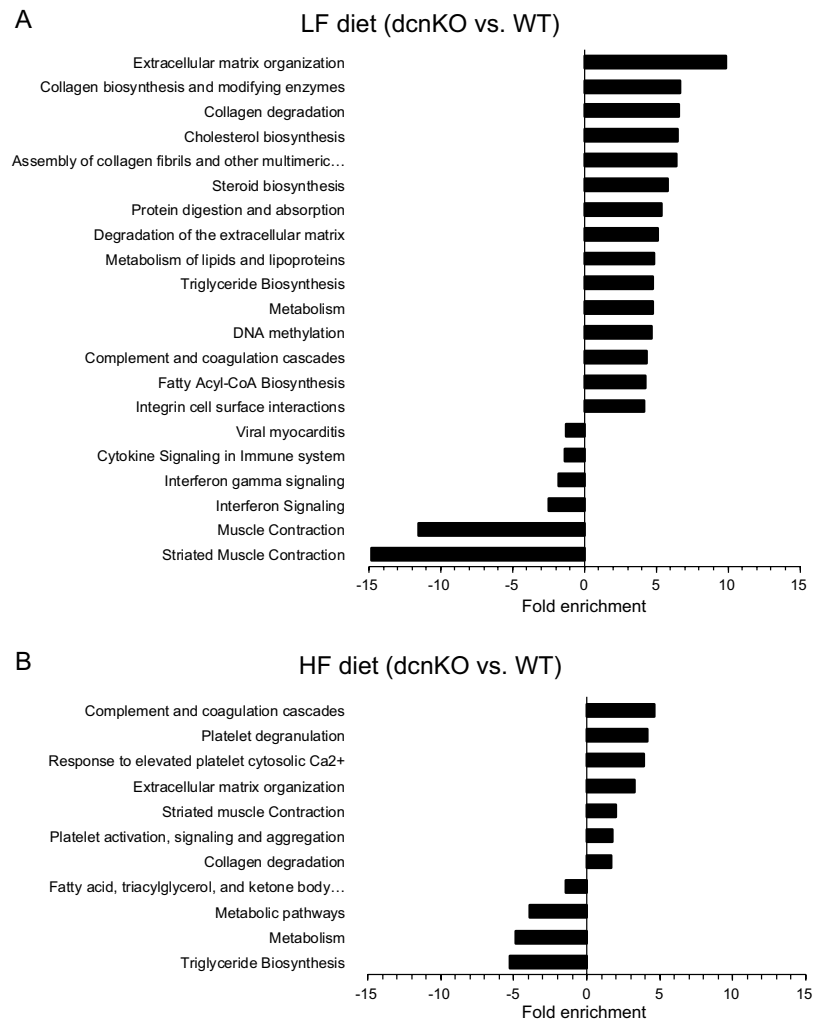 A
LF diet (dcnKO vs. WT)
Extracellular matrix organization
Collagen biosynthesis and modifying enzymes
Collagen degradation
Cholesterol biosynthesis
Assembly of collagen fibrils and other multimeric…
Steroid biosynthesis
Protein digestion and absorption
Degradation of the extracellular matrix
Metabolism of lipids and lipoproteins
Triglyceride Biosynthesis
Metabolism
DNA methylation
Complement and coagulation cascades
Fatty Acyl-CoA Biosynthesis
Integrin cell surface interactions
Viral myocarditis
Cytokine Signaling in Immune system
Interferon gamma signaling
Interferon Signaling
Muscle Contraction
Striated Muscle Contraction
-15 -10 -5 0 5 10 15
Fold enrichment
B
HF diet (dcnKO vs. WT)
Complement and coagulation cascades
Platelet degranulation
Response to elevated platelet cytosolic Ca2+
Extracellular matrix organization
Striated muscle Contraction
Platelet activation, signaling and aggregation
Collagen degradation
Fatty acid, triacylglycerol, and ketone body…
Metabolic pathways
Metabolism
Triglyceride Biosynthesis
-15 -10 -5 0 5 10 15
Fold enrichment